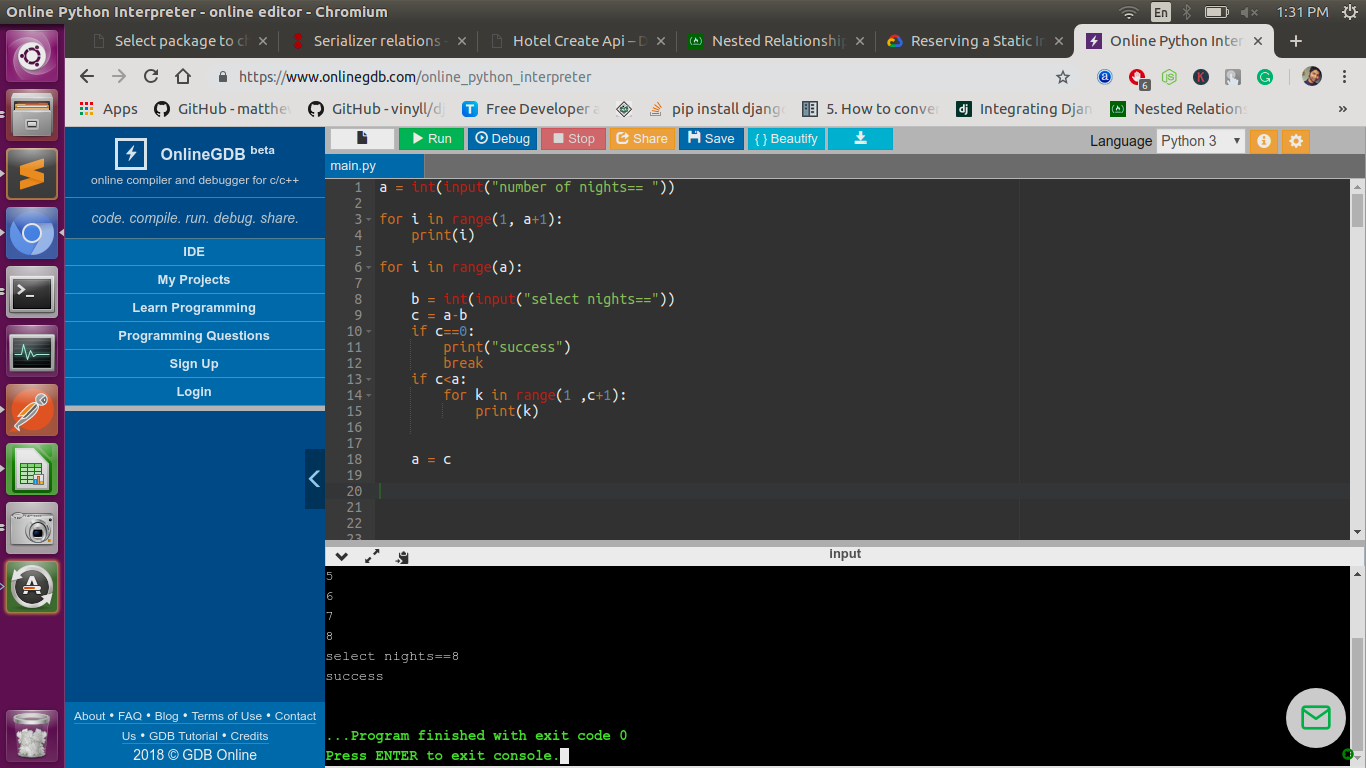 Online Python Interpreter - online editor - Chromium
En
1:31 PM
Select package to c
Serializer relations
Hotel Create Api – D
Nested Relationship
Reserving a Static I
Online Python Inter
https://www.onlinegdb.com/online_python_interpreter
6
K
Apps
GitHub - matthe
GitHub - vinyll/d
Free Developer a
pip install django
5. How to conver
Integrating Djan
Nested Relations
»
OnlineGDB beta
online compiler and debugger for c/c++
code. compile. run. debug. share.
IDE
My Projects
Learn Programming
Programming Questions
Sign Up
Login
About • FAQ • Blog • Terms of Use • Contact
Us • GDB Tutorial • Credits
2018 © GDB Online
Run
Debug
Stop
Share
Save
{ } Beautify
Language
Python 3
main.py
1 a = int(input("number of nights== "))
2
3 for i in range(1, a+1):
4     print(i)
5
6 for i in range(a):
7
8     b = int(input("select nights=="))
9     c = a-b
10     if c==0:
11         print("success")
12         break
13     if c<a:
14         for k in range(1 ,c+1):
15             print(k)
16
17
18     a = c
19
20
21
22
23
input
5
6
7
8
select nights==8
success
...Program finished with exit code 0
Press ENTER to exit console.